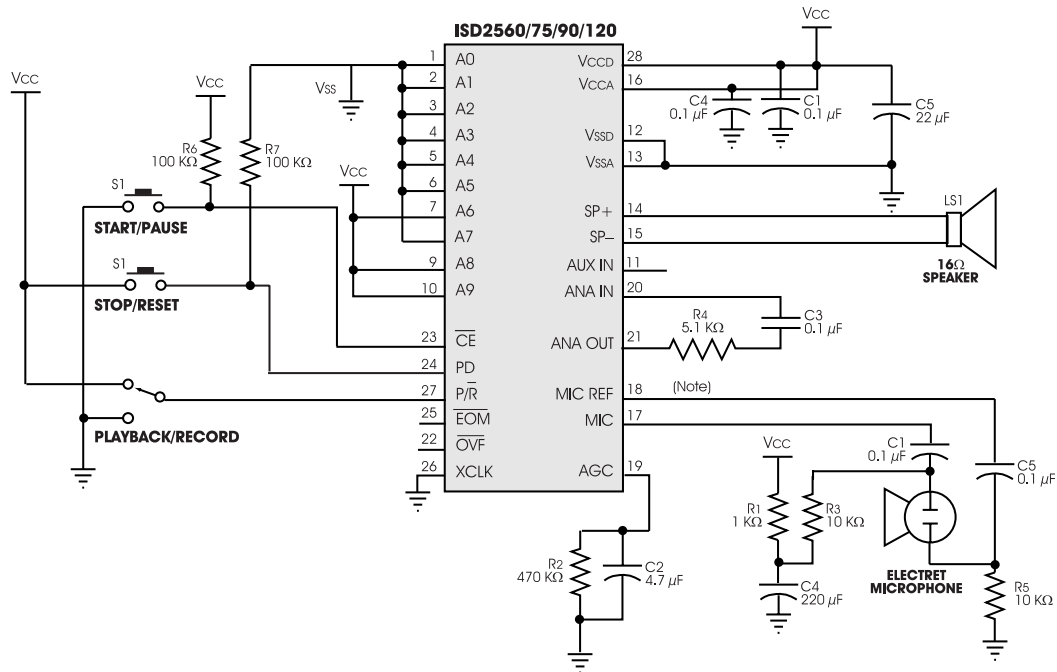 ISD2560/75/90/120
VCC
VCC
VCC
VSS
R6
100 KΩ
R7
100 KΩ
S1
START/PAUSE
S1
STOP/RESET
PLAYBACK/RECORD
VCC
1 A0
2 A1
3 A2
4 A3
5 A4
6 A5
7 A6
A7
9 A8
10 A9
23 CE
24 PD
27 P/R
25 EOM
22 OVF
26 XCLK
VCCD 28
VCCA 16
VSSD 12
VSSA 13
SP+ 14
SP– 15
AUX IN 11
ANA IN 20
ANA OUT 21
MIC REF 18
MIC 17
AGC 19
VCC
C4
0.1 µF
C1
0.1 µF
C5
22 µF
LS1
16Ω
SPEAKER
R4
5.1 KΩ
C3
0.1 µF
(Note)
VCC
C1
0.1 µF
C5
0.1 µF
R1
1 KΩ
R3
10 KΩ
ELECTRET
MICROPHONE
R2
470 KΩ
C2
4.7 µF
C4
220 µF
R5
10 KΩ